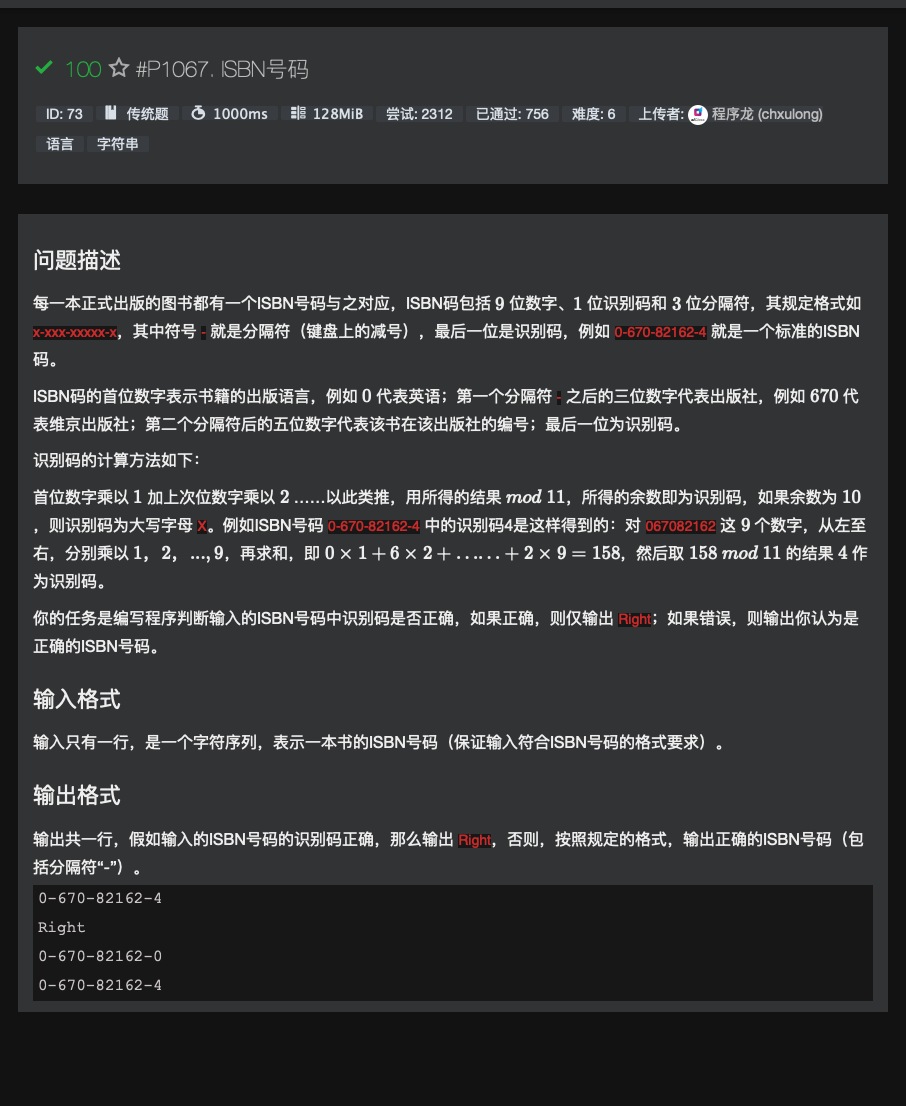 100 #P1067. ISBN号码
ID: 73 传统题 1000ms 128MiB 尝试: 2312 已通过: 756 难度: 6 上传者: 程序龙 (chxulong)
语言 字符串
问题描述
每一本正式出版的图书都有一个ISBN号码与之对应，ISBN码包括 9 位数字、1 位识别码和 3 位分隔符，其规定格式如
x-xxx-xxxxx-x，其中符号 - 就是分隔符（键盘上的减号），最后一位是识别码，例如 0-670-82162-4 就是一个标准的ISBN
码。
ISBN码的首位数字表示书籍的出版语言，例如 0 代表英语；第一个分隔符 - 之后的三位数字代表出版社，例如 670 代
表维京出版社；第二个分隔符后的五位数字代表该书在该出版社的编号；最后一位为识别码。
识别码的计算方法如下：
首位数字乘以 1 加上次位数字乘以 2 ……以此类推，用所得的结果 mod 11，所得的余数即为识别码，如果余数为 10
，则识别码为大写字母 X。例如ISBN号码 0-670-82162-4 中的识别码4是这样得到的：对 067082162 这 9 个数字，从左至
右，分别乘以 1，2，...,9，再求和，即 0 × 1 + 6 × 2 + ...... + 2 × 9 = 158，然后取 158 mod 11 的结果 4 作
为识别码。
你的任务是编写程序判断输入的ISBN号码中识别码是否正确，如果正确，则仅输出 Right；如果错误，则输出你认为是
正确的ISBN号码。
输入格式
输入只有一行，是一个字符序列，表示一本书的ISBN号码（保证输入符合ISBN号码的格式要求）。
输出格式
输出共一行，假如输入的ISBN号码的识别码正确，那么输出 Right，否则，按照规定的格式，输出正确的ISBN号码（包
括分隔符“-”）。
0-670-82162-4
Right
0-670-82162-0
0-670-82162-4